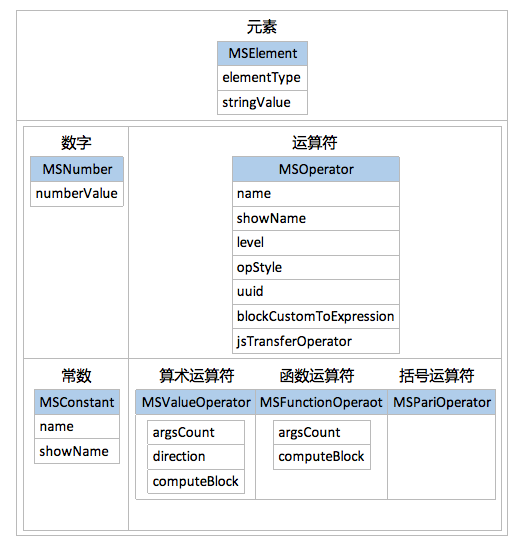 元素
MSElement
elementType
stringValue
数字
MSNumber
numberValue
运算符
MSOperator
name
showName
level
opStyle
uuid
blockCustomToExpression
jsTransferOperator
常数
MSConstant
name
showName
算术运算符
MSValueOperator
argsCount
direction
computeBlock
函数运算符
MSFunctionOperaot
argsCount
computeBlock
括号运算符
MSPariOperator